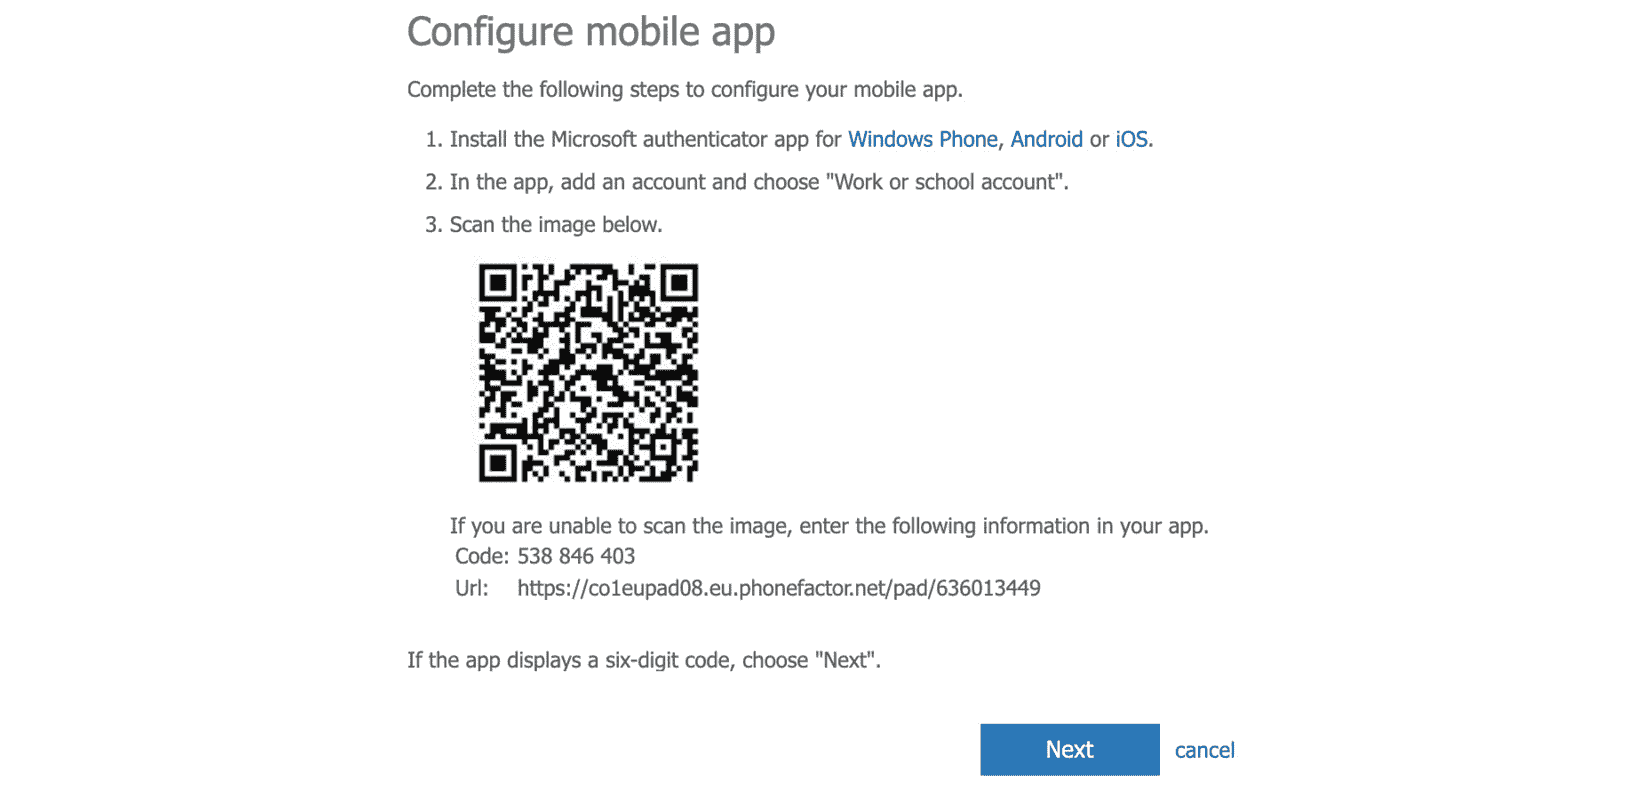 Configure mobile app
Complete the following steps to configure your mobile app.
1. Install the Microsoft authenticator app for Windows Phone, Android or iOS.
2. In the app, add an account and choose "Work or school account".
3. Scan the image below.
If you are unable to scan the image, enter the following information in your app.
Code: 538 846 403
Url: https://co1eupad08.eu.phonefactor.net/pad/636013449
If the app displays a six-digit code, choose "Next".
Next cancel